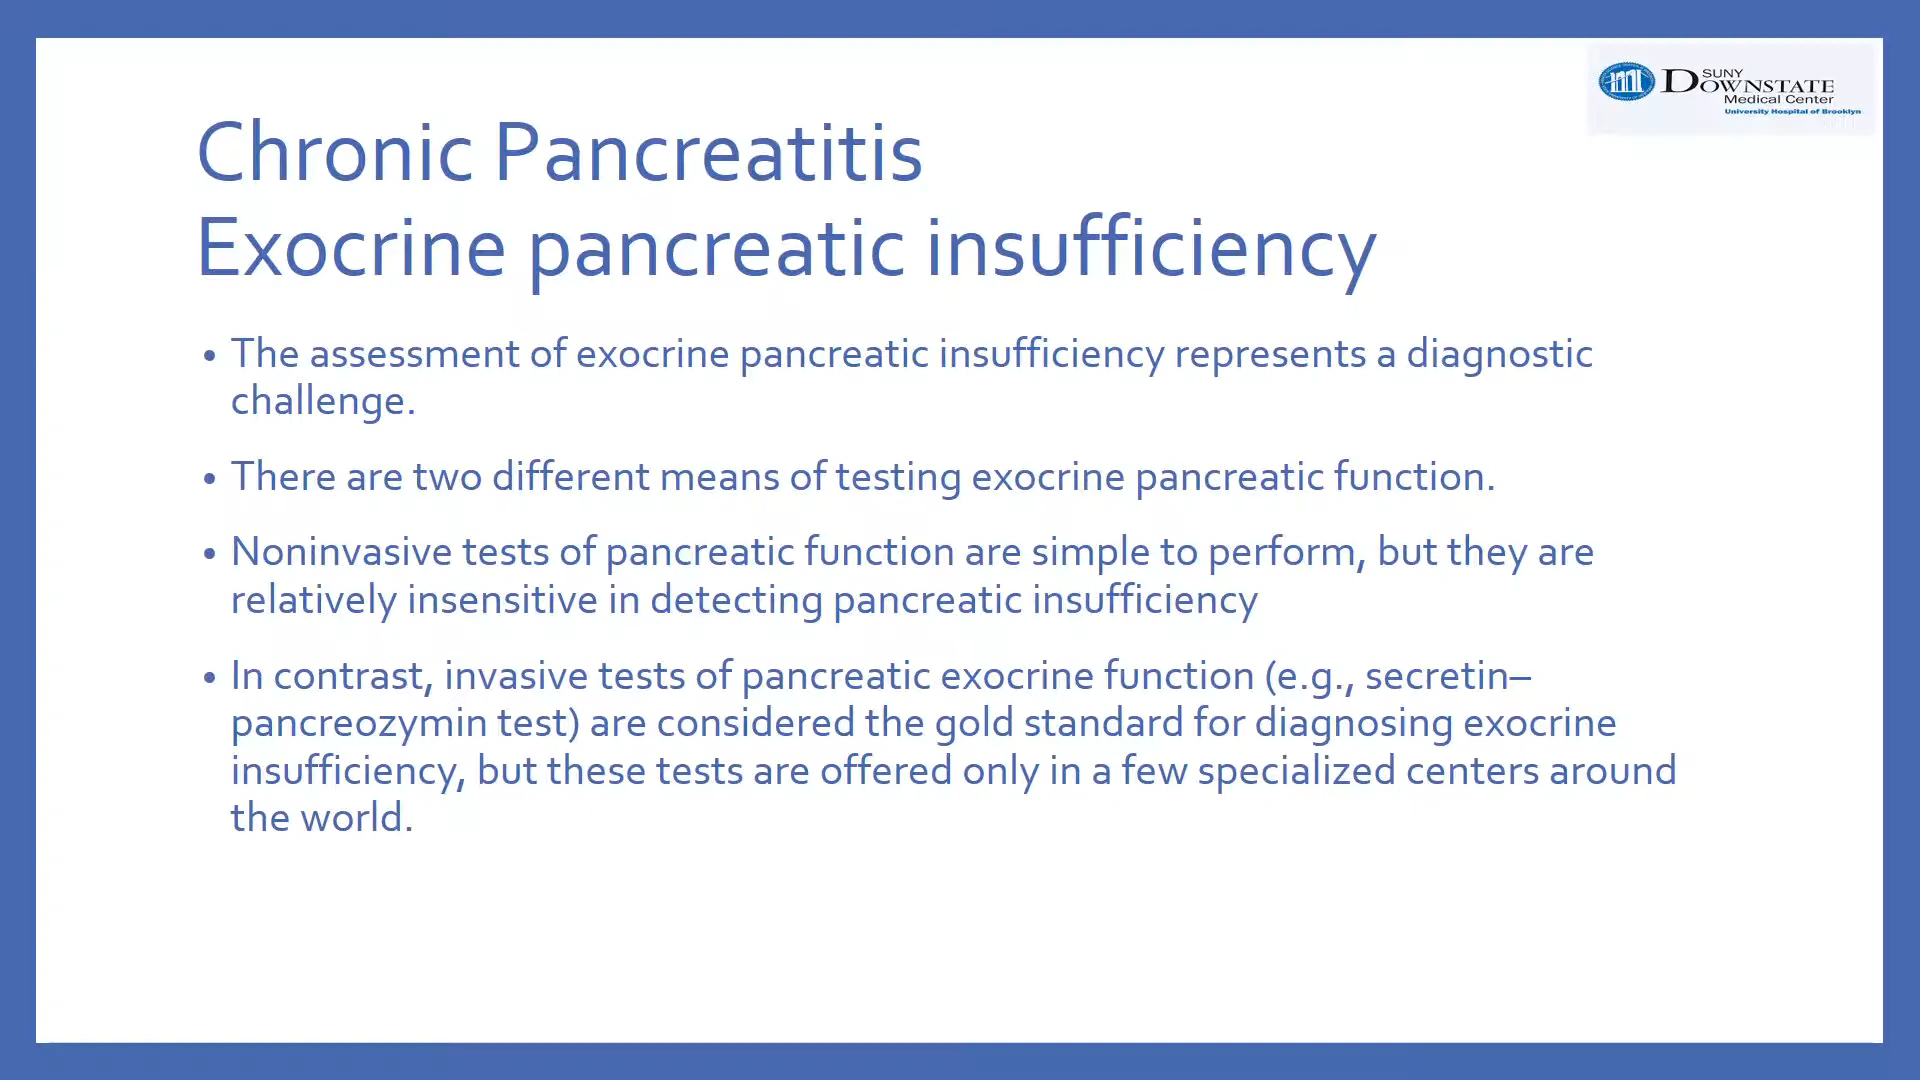 SUNY
DOWNSTATE
Medical Center
University Hospital of Brooklyn
Chronic Pancreatitis
Exocrine pancreatic insufficiency
• The assessment of exocrine pancreatic insufficiency represents a diagnostic
challenge.
• There are two different means of testing exocrine pancreatic function.
• Noninvasive tests of pancreatic function are simple to perform, but they are
relatively insensitive in detecting pancreatic insufficiency
• In contrast, invasive tests of pancreatic exocrine function (e.g., secretin–
pancreozymin test) are considered the gold standard for diagnosing exocrine
insufficiency, but these tests are offered only in a few specialized centers around
the world.